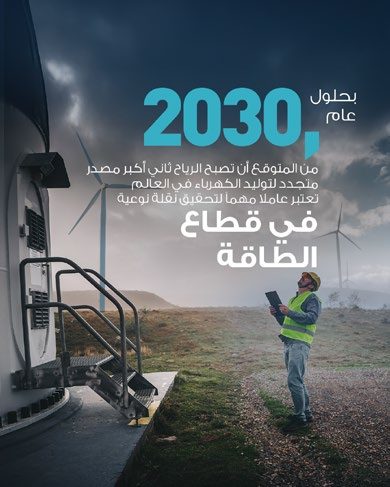 بحلول
عام
2030,
من المتوقع أن تصبح الرياح ثاني أكبر مصدر
متجدد لتوليد الكهرباء في العالم
تعتبر عاملا مهما لتحقيق نقلة نوعية
في قطاع
الطاقة